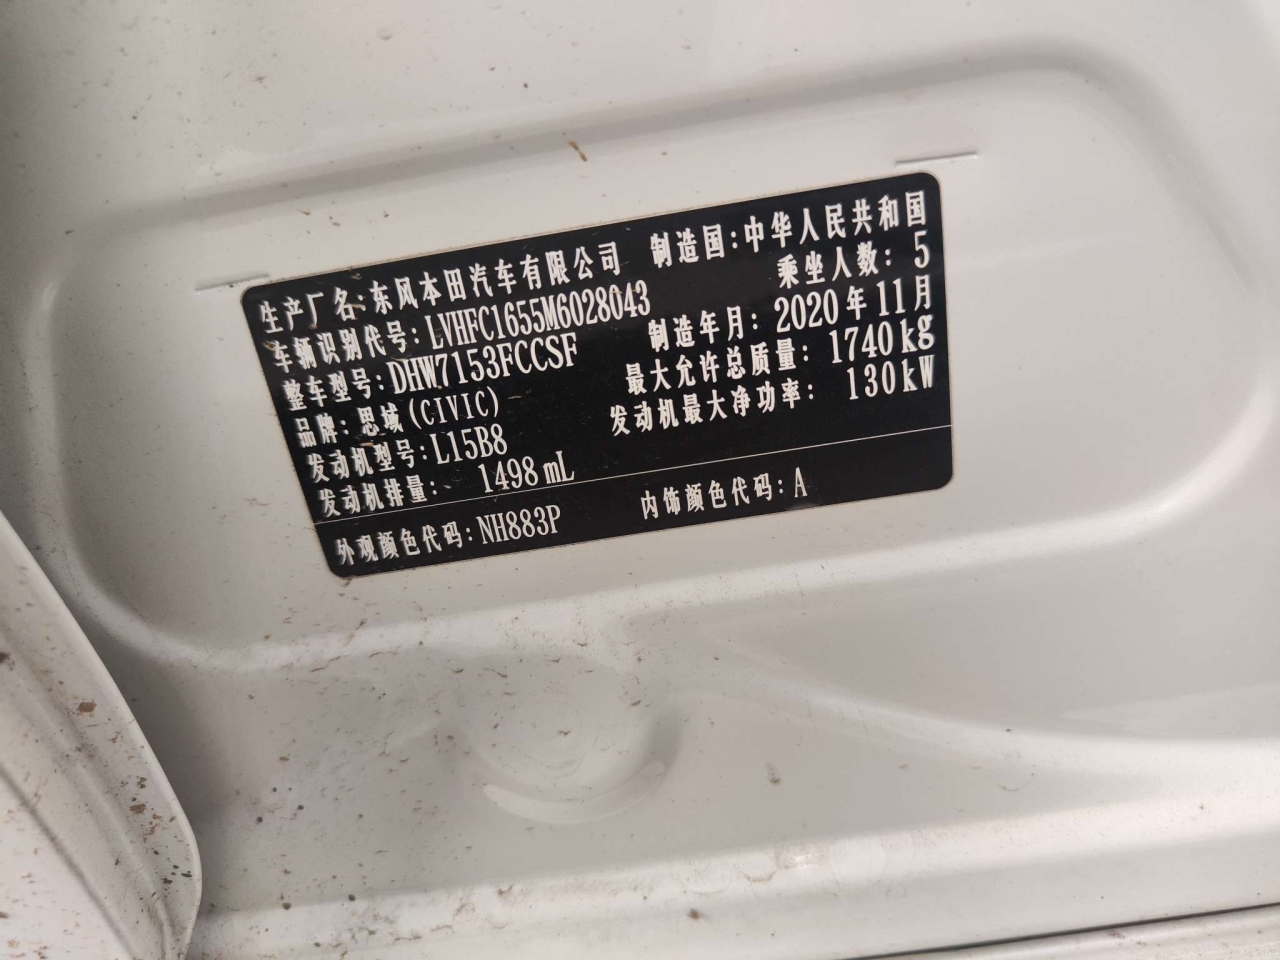 生产厂名:东风本田汽车有限公司 制造国:中华人民共和国
车辆识别代号:LVHFC1655M6028043 乘坐人数:5
整车型号:DHW7153FCCSF 制造年月:2020年11月
品牌:思域(CIVIC) 最大允许总质量:1740kg
发动机型号:L15B8 发动机最大净功率:130kW
发动机排量:1498mL
外观颜色代码:NH883P 内饰颜色代码:A